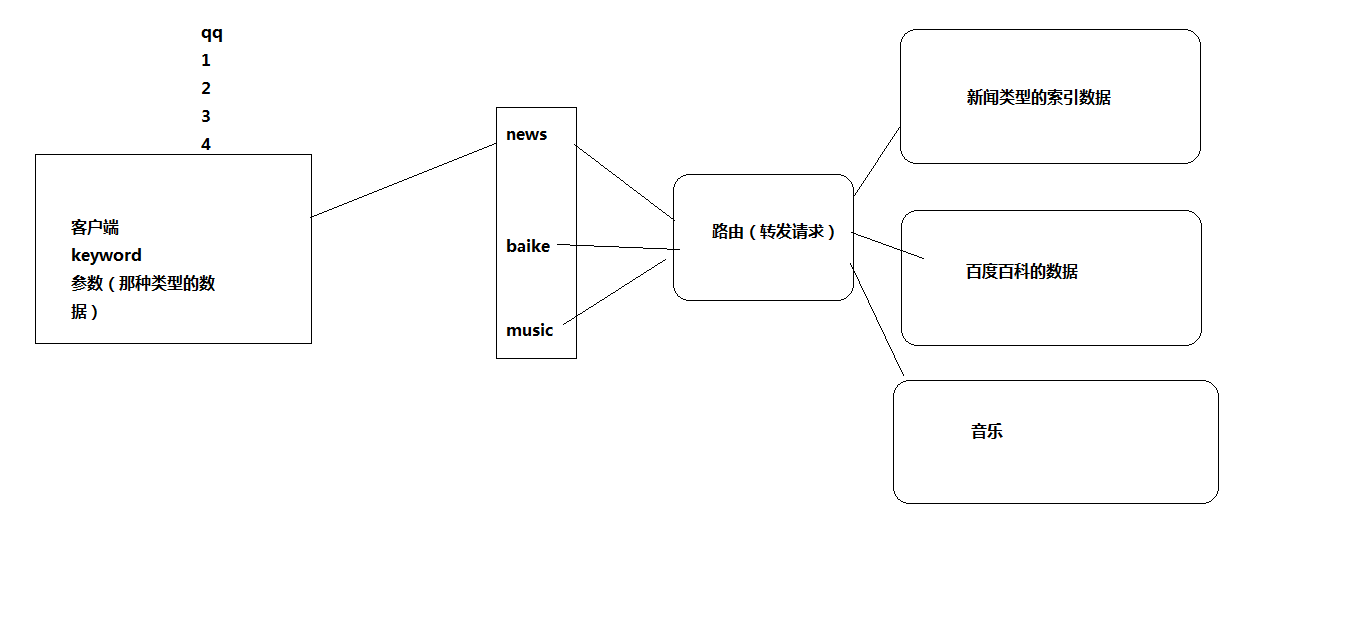 qq
1
2
3
4
客户端
keyword
参数（那种类型的数
据）
news
baike
music
路由（转发请求）
新闻类型的索引数据
百度百科的数据
音乐